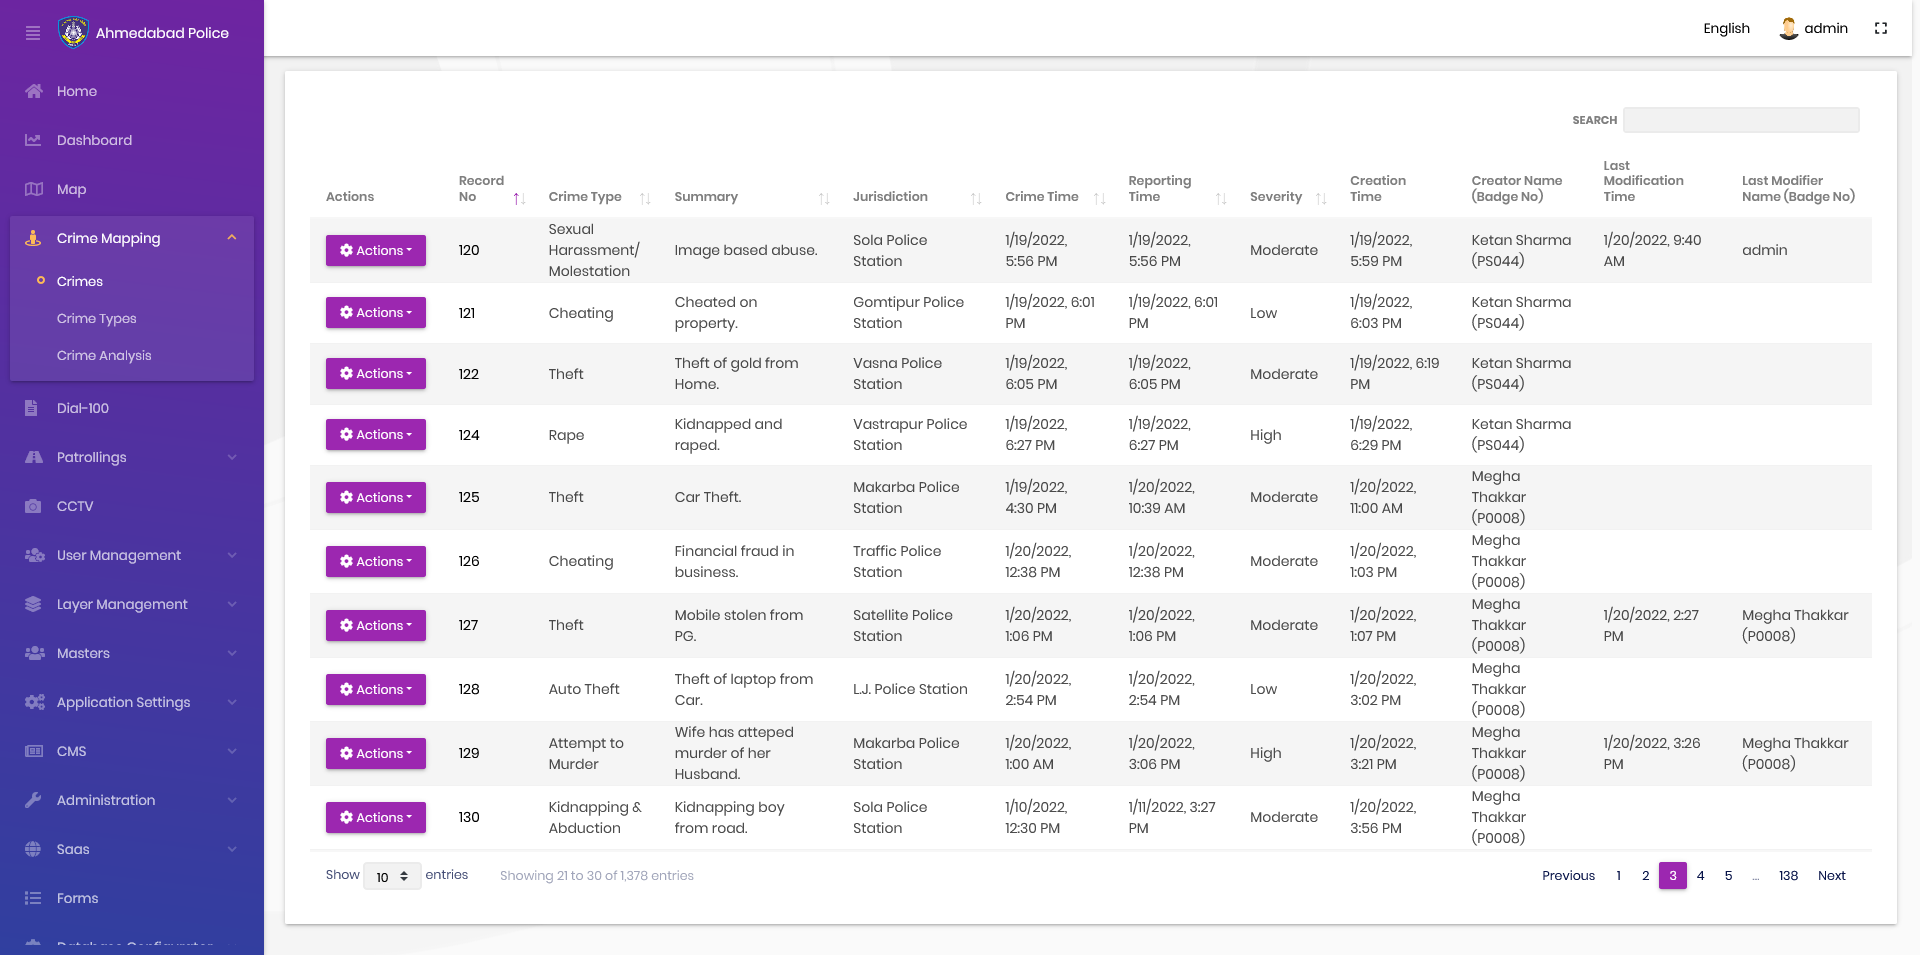 Ahmedabad Police
English
admin
Home
Dashboard
Map
Crime Mapping
Crimes
Crime Types
Crime Analysis
Dial-100
Patrollings
CCTV
User Management
Layer Management
Masters
Application Settings
CMS
Administration
Saas
Forms
Database Configurator
SEARCH
Actions
Record
No
Crime Type
Summary
Jurisdiction
Crime Time
Reporting
Time
Severity
Creation
Time
Creator Name
(Badge No)
Last
Modification
Time
Last Modifier
Name (Badge No)
Actions
120
Sexual
Harassment/
Molestation
Image based abuse.
Sola Police
Station
1/19/2022,
5:56 PM
1/19/2022,
5:56 PM
Moderate
1/19/2022,
5:59 PM
Ketan Sharma
(PS044)
1/20/2022, 9:40
AM
admin
Actions
121
Cheating
Cheated on
property.
Gomtipur Police
Station
1/19/2022, 6:01
PM
1/19/2022, 6:01
PM
Low
1/19/2022,
6:03 PM
Ketan Sharma
(PS044)
Actions
122
Theft
Theft of gold from
Home.
Vasna Police
Station
1/19/2022,
6:05 PM
1/19/2022,
6:05 PM
Moderate
1/19/2022, 6:19
PM
Ketan Sharma
(PS044)
Actions
124
Rape
Kidnapped and
raped.
Vastrapur Police
Station
1/19/2022,
6:27 PM
1/19/2022,
6:27 PM
High
1/19/2022,
6:29 PM
Ketan Sharma
(PS044)
Actions
125
Theft
Car Theft.
Makarba Police
Station
1/19/2022,
4:30 PM
1/20/2022,
10:39 AM
Moderate
1/20/2022,
11:00 AM
Megha
Thakkar
(P0008)
Actions
126
Cheating
Financial fraud in
business.
Traffic Police
Station
1/20/2022,
12:38 PM
1/20/2022,
12:38 PM
Moderate
1/20/2022,
1:03 PM
Megha
Thakkar
(P0008)
Actions
127
Theft
Mobile stolen from
PG.
Satellite Police
Station
1/20/2022,
1:06 PM
1/20/2022,
1:06 PM
Moderate
1/20/2022,
1:07 PM
Megha
Thakkar
(P0008)
1/20/2022, 2:27
PM
Megha Thakkar
(P0008)
Actions
128
Auto Theft
Theft of laptop from
Car.
L.J. Police Station
1/20/2022,
2:54 PM
1/20/2022,
2:54 PM
Low
1/20/2022,
3:02 PM
Megha
Thakkar
(P0008)
Actions
129
Attempt to
Murder
Wife has atteped
murder of her
Husband.
Makarba Police
Station
1/20/2022,
1:00 AM
1/20/2022,
3:06 PM
High
1/20/2022,
3:21 PM
Megha
Thakkar
(P0008)
1/20/2022, 3:26
PM
Megha Thakkar
(P0008)
Actions
130
Kidnapping &
Abduction
Kidnapping boy
from road.
Sola Police
Station
1/10/2022,
12:30 PM
1/11/2022, 3:27
PM
Moderate
1/20/2022,
3:56 PM
Megha
Thakkar
(P0008)
Show 10 entries
Showing 21 to 30 of 1,378 entries
Previous 1 2 3 4 5 … 138 Next